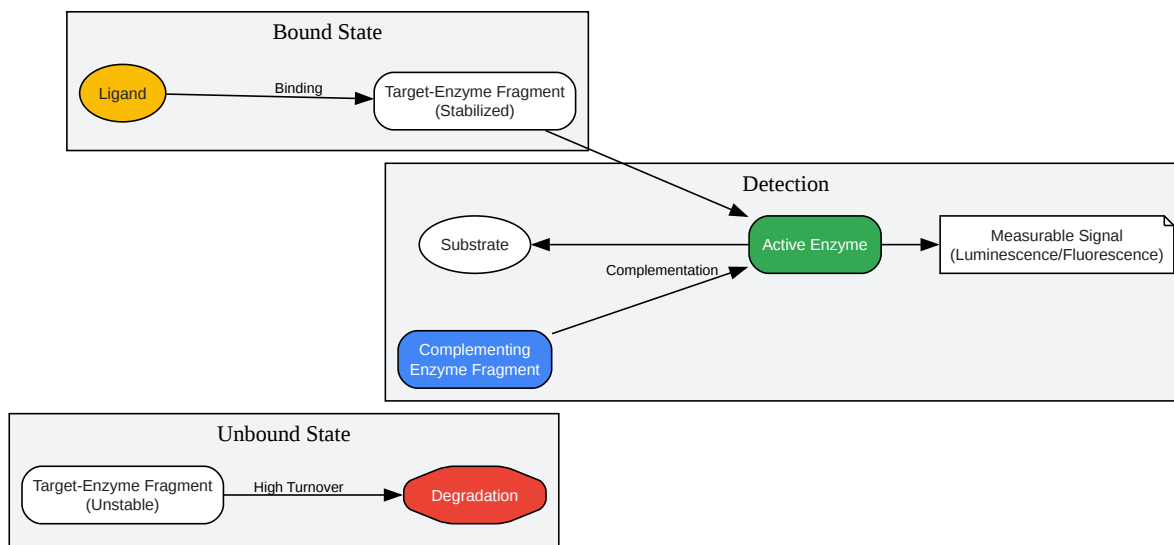 Bound State
Ligand
Binding
Target-Enzyme Fragment
(Stabilized)
Detection
Substrate
Active Enzyme
Measurable Signal
(Luminescence/Fluorescence)
Complementation
Complementing
Enzyme Fragment
Unbound State
Target-Enzyme Fragment
(Unstable)
High Turnover
Degradation